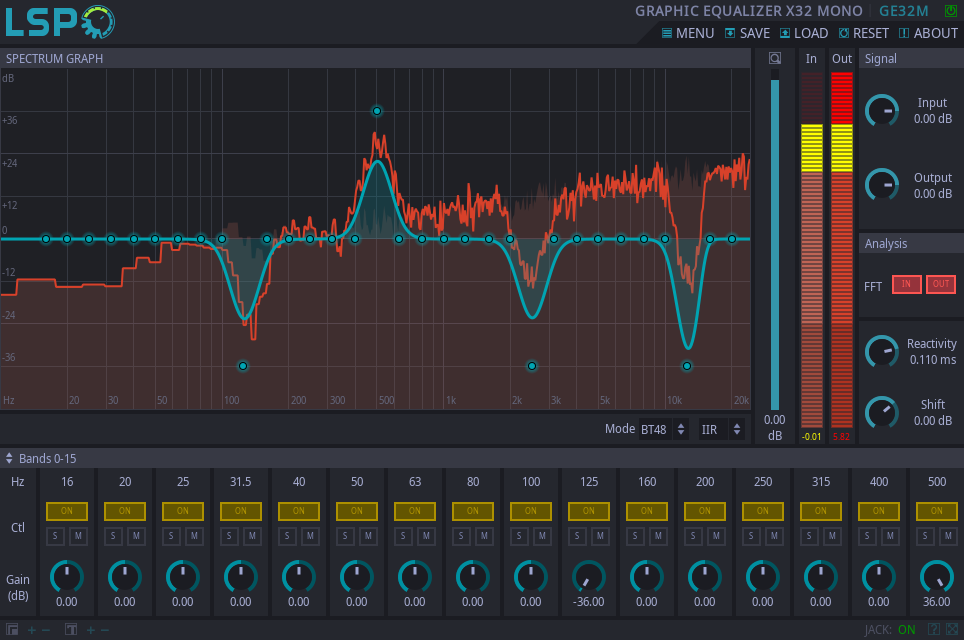 LSP
GRAPHIC EQUALIZER X32 MONO GE32M
MENU SAVE LOAD RESET ABOUT
SPECTRUM GRAPH
In Out
Signal
dB
+36
+24
+12
0
-12
-24
-36
Hz 20 30 50 100 200 300 500 1k 2k 3k 5k 10k 20k
Input
0.00 dB
Output
0.00 dB
Analysis
FFT IN OUT
Reactivity
0.110 ms
Shift
0.00 dB
0.00
dB
-0.01 5.82
Mode BT48 IIR
Bands 0-15
Hz 16 20 25 31.5 40 50 63 80 100 125 160 200 250 315 400 500
ON ON ON ON ON ON ON ON ON ON ON ON ON ON ON ON
Ctl
S M S M S M S M S M S M S M S M S M S M S M S M S M S M S M S M
Gain
(dB)
0.00 0.00 0.00 0.00 0.00 0.00 0.00 0.00 0.00 -36.00 0.00 0.00 0.00 0.00 0.00 36.00
JACK: ON